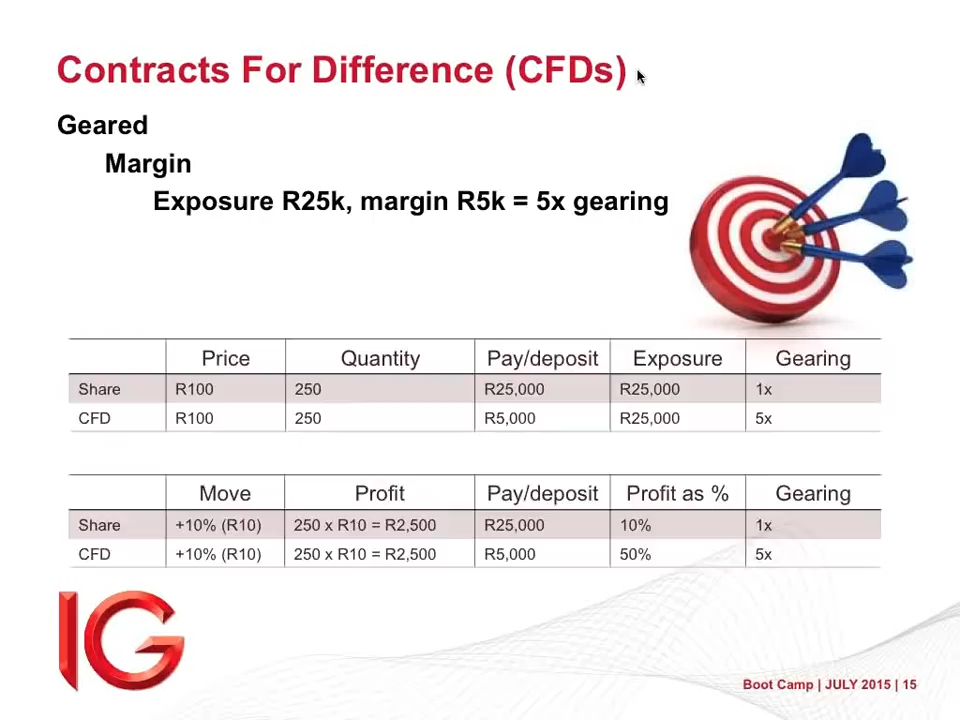 Contracts For Difference (CFDs)
Geared
Margin
Exposure R25k, margin R5k = 5x gearing
Price Quantity Pay/deposit Exposure Gearing
Share R100 250 R25,000 R25,000 1x
CFD R100 250 R5,000 R25,000 5x
Move Profit Pay/deposit Profit as % Gearing
Share +10% (R10) 250 x R10 = R2,500 R25,000 10% 1x
CFD +10% (R10) 250 x R10 = R2,500 R5,000 50% 5x
IG
Boot Camp | JULY 2015 | 15